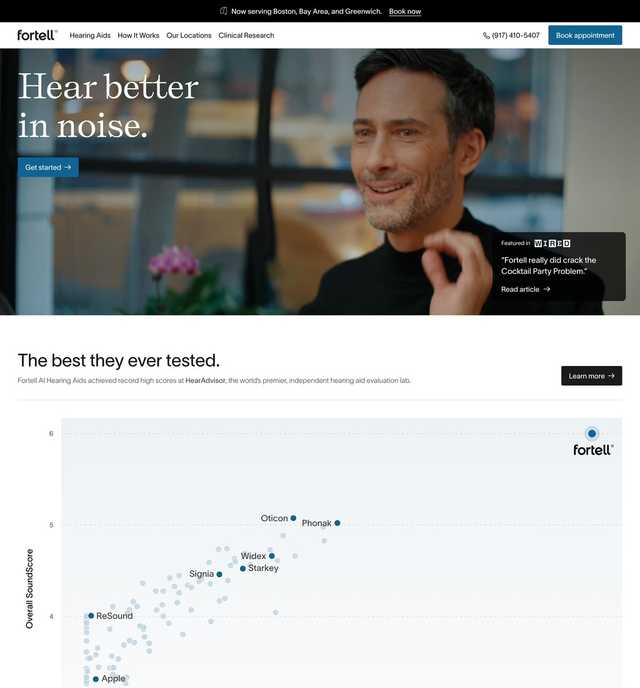 Now serving Boston, Bay Area, and Greenwich. Book now
fortell
Hearing Aids How It Works Our Locations Clinical Research
(917) 410-5407
Book appointment
Hear better
in noise.
Get started →
Featured in WIRED
"Fortell really did crack the
Cocktail Party Problem."
Read article →
The best they ever tested.
Fortell AI Hearing Aids achieved record high scores at HearAdvisor, the world's premier, independent hearing aid evaluation lab.
Learn more →
6
fortell
5
Oticon
Phonak
Widex
Starkey
Signia
Overall SoundScore
4
ReSound
Apple